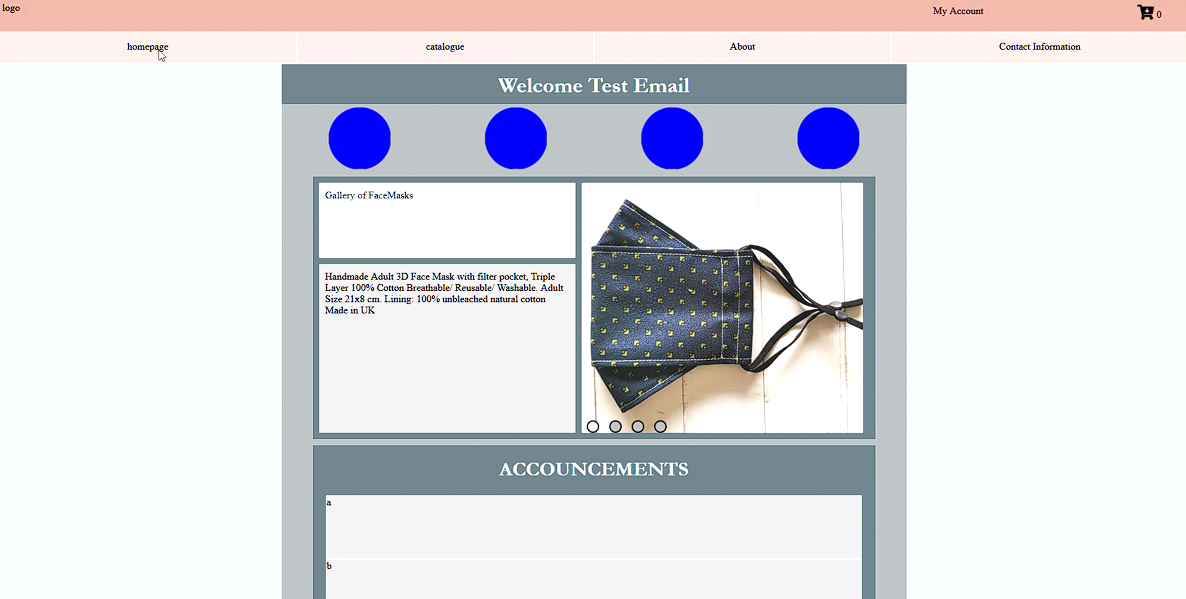 logo
My Account
0
homepage
catalogue
About
Contact Information
Welcome Test Email
Gallery of FaceMasks
Handmade Adult 3D Face Mask with filter pocket, Triple
Layer 100% Cotton Breathable/ Reusable/ Washable. Adult
Size 21x8 cm. Lining: 100% unbleached natural cotton
Made in UK
ACCOUNCEMENTS
a
b